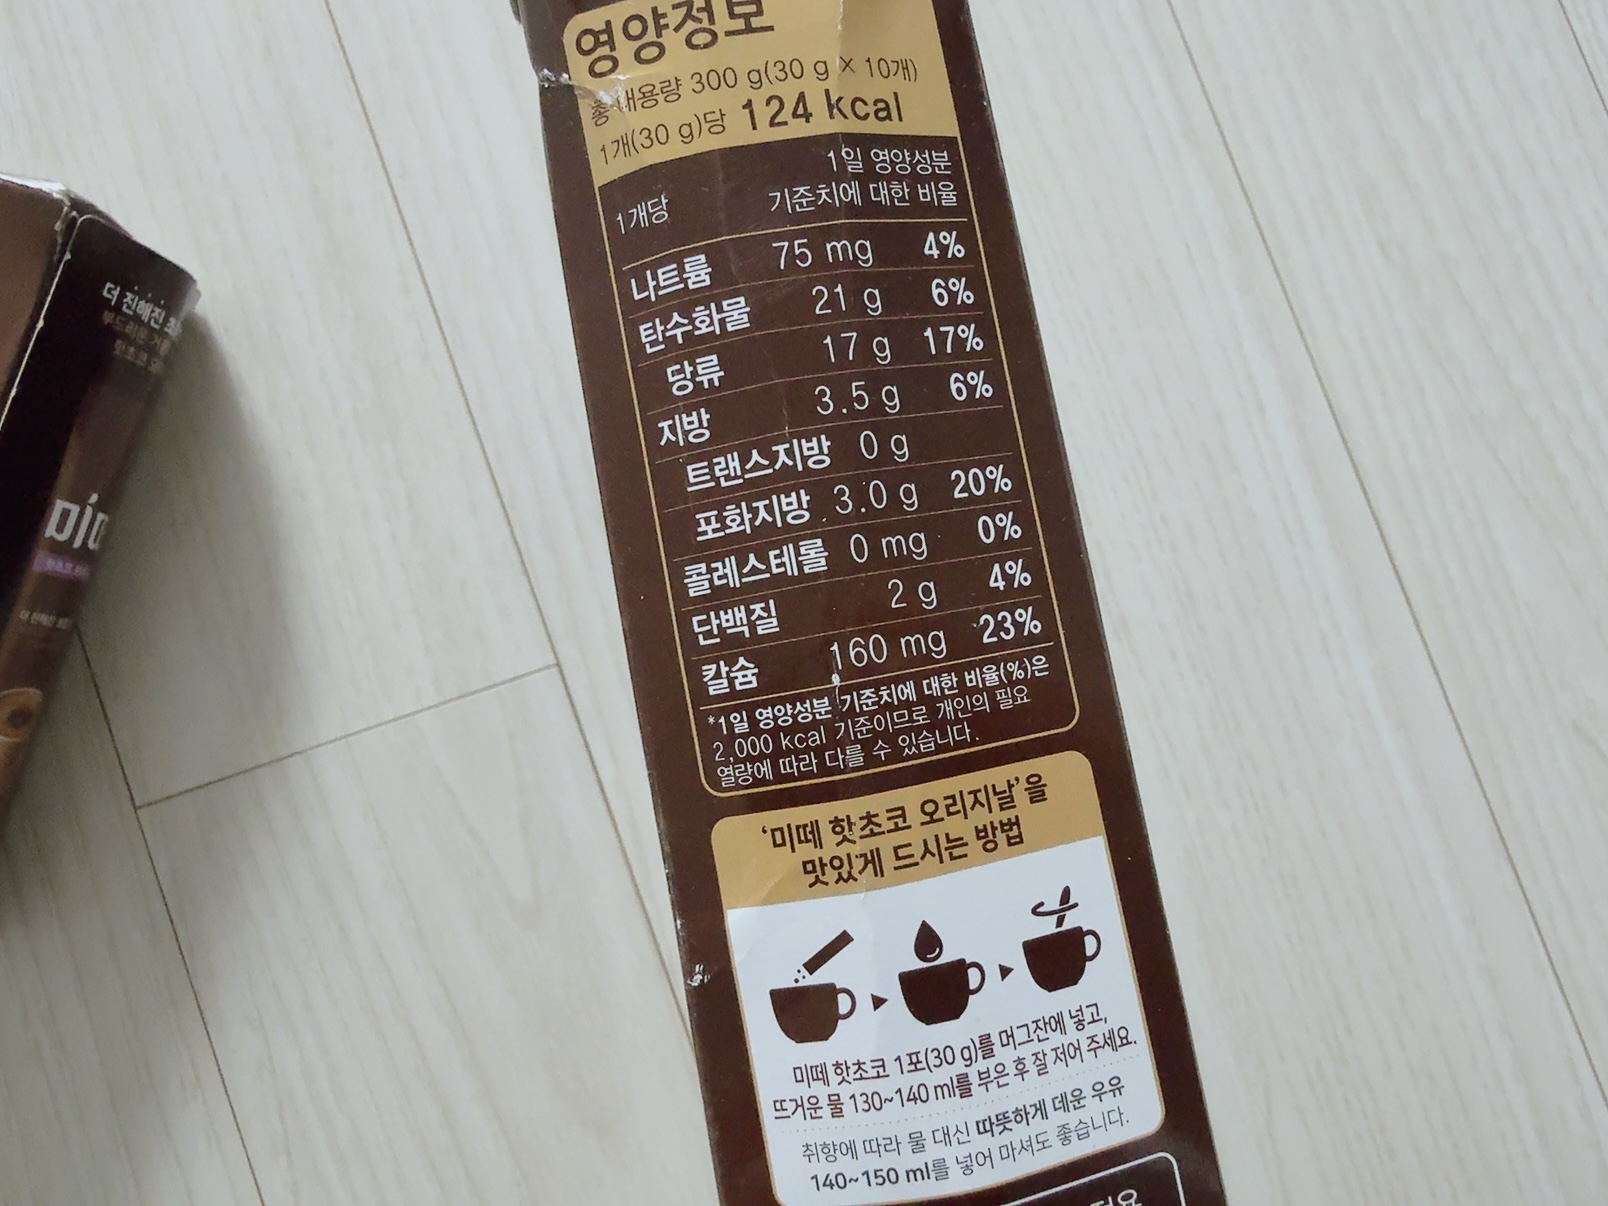 영양정보
총 내용량 300 g(30 g × 10개)
1개(30 g)당 124 kcal
1개당
1일 영양성분
기준치에 대한 비율
나트륨 75 mg 4%
탄수화물 21 g 6%
당류 17 g 17%
지방 3.5 g 6%
트랜스지방 0 g
포화지방 3.0 g 20%
콜레스테롤 0 mg 0%
단백질 2 g 4%
칼슘 160 mg 23%
*1일 영양성분 기준치에 대한 비율(%)은
2,000 kcal 기준이므로 개인의 필요
열량에 따라 다를 수 있습니다.
'미떼 핫초코 오리지날'을
맛있게 드시는 방법
미떼 핫초코 1포(30 g)를 머그잔에 넣고,
뜨거운 물 130~140 ml를 부은 후 잘 저어 주세요.
취향에 따라 물 대신 따뜻하게 데운 우유
140~150 ml를 넣어 마셔도 좋습니다.
더 진해진
부드러운
핫초코